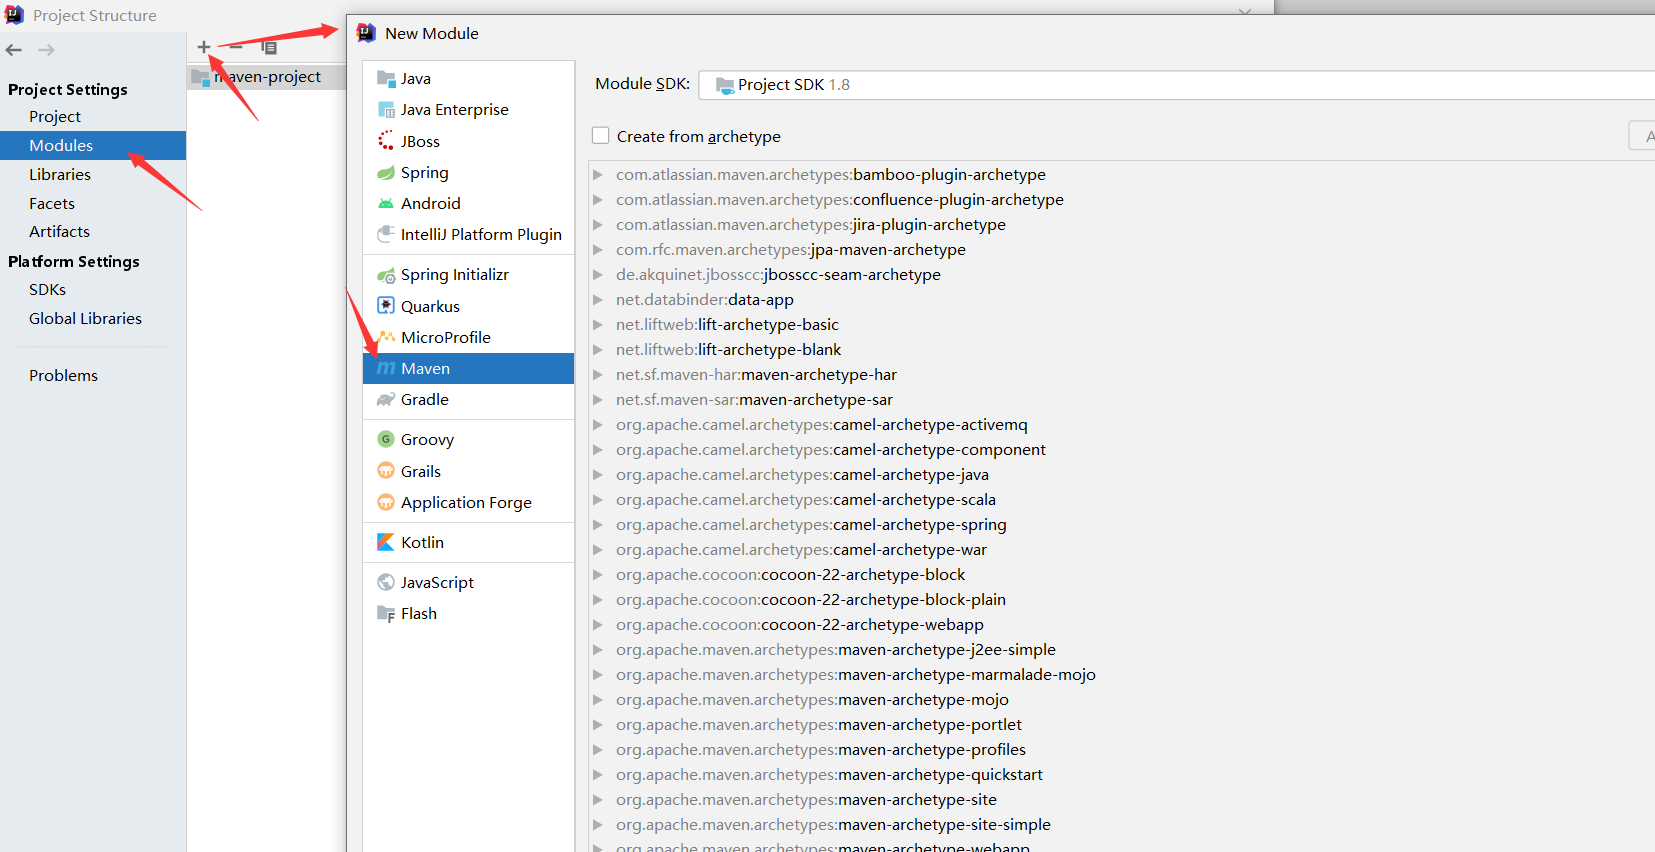 Project Structure
Project Settings
Project
Modules
Libraries
Facets
Artifacts
Platform Settings
SDKs
Global Libraries
Problems
maven-project
New Module
Java
Java Enterprise
JBoss
Spring
Android
IntelliJ Platform Plugin
Spring Initializr
Quarkus
MicroProfile
Maven
Gradle
Groovy
Grails
Application Forge
Kotlin
JavaScript
Flash
Module SDK: Project SDK 1.8
Create from archetype
A
com.atlassian.maven.archetypes:bamboo-plugin-archetype
com.atlassian.maven.archetypes:confluence-plugin-archetype
com.atlassian.maven.archetypes:jira-plugin-archetype
com.rfc.maven.archetypes:jpa-maven-archetype
de.akquinet.jbosscc:jbosscc-seam-archetype
net.databinder:data-app
net.liftweb:lift-archetype-basic
net.liftweb:lift-archetype-blank
net.sf.maven-har:maven-archetype-har
net.sf.maven-sar:maven-archetype-sar
org.apache.camel.archetypes:camel-archetype-activemq
org.apache.camel.archetypes:camel-archetype-component
org.apache.camel.archetypes:camel-archetype-java
org.apache.camel.archetypes:camel-archetype-scala
org.apache.camel.archetypes:camel-archetype-spring
org.apache.camel.archetypes:camel-archetype-war
org.apache.cocoon:cocoon-22-archetype-block
org.apache.cocoon:cocoon-22-archetype-block-plain
org.apache.cocoon:cocoon-22-archetype-webapp
org.apache.maven.archetypes:maven-archetype-j2ee-simple
org.apache.maven.archetypes:maven-archetype-marmalade-mojo
org.apache.maven.archetypes:maven-archetype-mojo
org.apache.maven.archetypes:maven-archetype-portlet
org.apache.maven.archetypes:maven-archetype-profiles
org.apache.maven.archetypes:maven-archetype-quickstart
org.apache.maven.archetypes:maven-archetype-site
org.apache.maven.archetypes:maven-archetype-site-simple
org.apache.maven.archetypes:maven-archetype-webapp